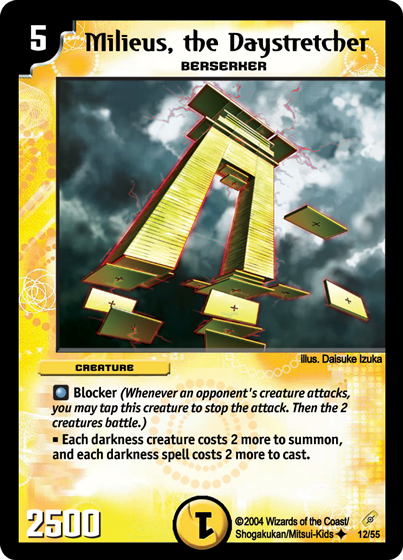 5
Milieus, the Daystretcher
BERSERKER
illus. Daisuke Izuka
CREATURE
Blocker (Whenever an opponent's creature attacks,
you may tap this creature to stop the attack. Then the 2
creatures battle.)
▪ Each darkness creature costs 2 more to summon,
and each darkness spell costs 2 more to cast.
2500
1
©2004 Wizards of the Coast/
Shogakukan/Mitsui-Kids ✦ 12/55